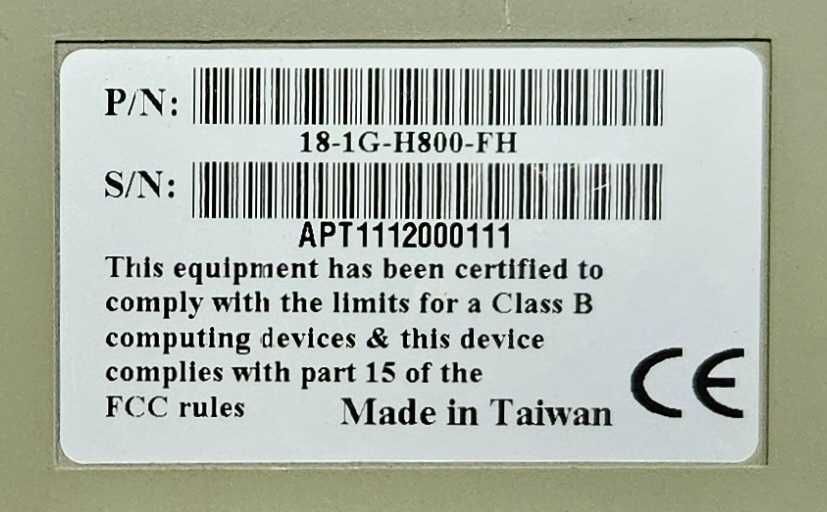 P/N:
18-1G-H800-FH
S/N:
APT1112000111
This equipment has been certified to
comply with the limits for a Class B
computing devices & this device
complies with part 15 of the
FCC rules
Made in Taiwan
CE